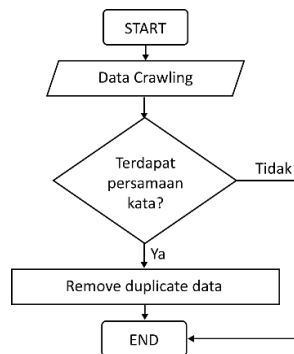 START
Data Crawling
Terdapat
persamaan
kata?
Tidak
Ya
Remove duplicate data
END